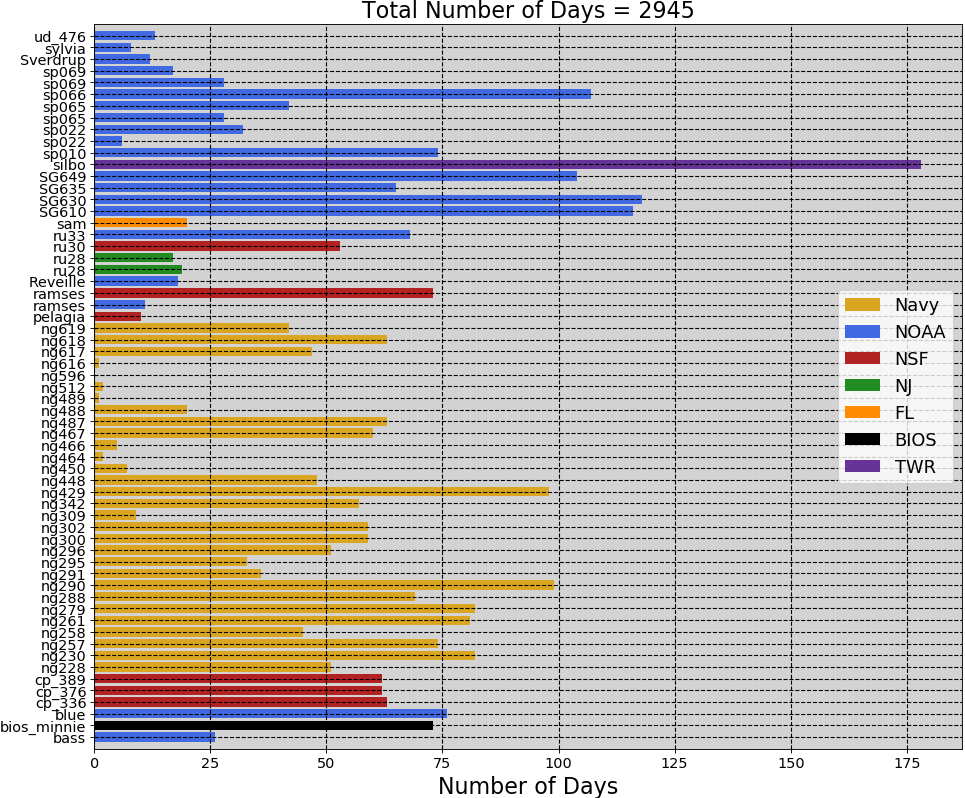 Total Number of Days = 2945
ud_476
sylvia
Sverdrup
sp069
sp069
sp066
sp065
sp065
sp022
sp022
sp010
silbo
SG649
SG635
SG630
SG610
sam
ru33
ru30
ru28
ru28
Reveille
ramses
ramses
pelagia
ng619
ng618
ng617
ng616
ng596
ng512
ng489
ng488
ng487
ng467
ng466
ng464
ng450
ng448
ng429
ng342
ng309
ng302
ng300
ng296
ng295
ng291
ng290
ng288
ng279
ng261
ng258
ng257
ng230
ng228
cp_389
cp_376
cp_336
blue
bios_minnie
bass
Navy
NOAA
NSF
NJ
FL
BIOS
TWR
0 25 50 75 100 125 150 175
Number of Days